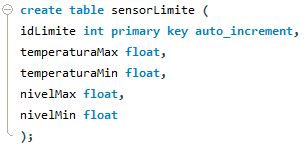 create table sensorLimite (
idLimite int primary key auto_increment,
temperaturaMax float,
temperaturaMin float,
nivelMax float,
nivelMin float
);